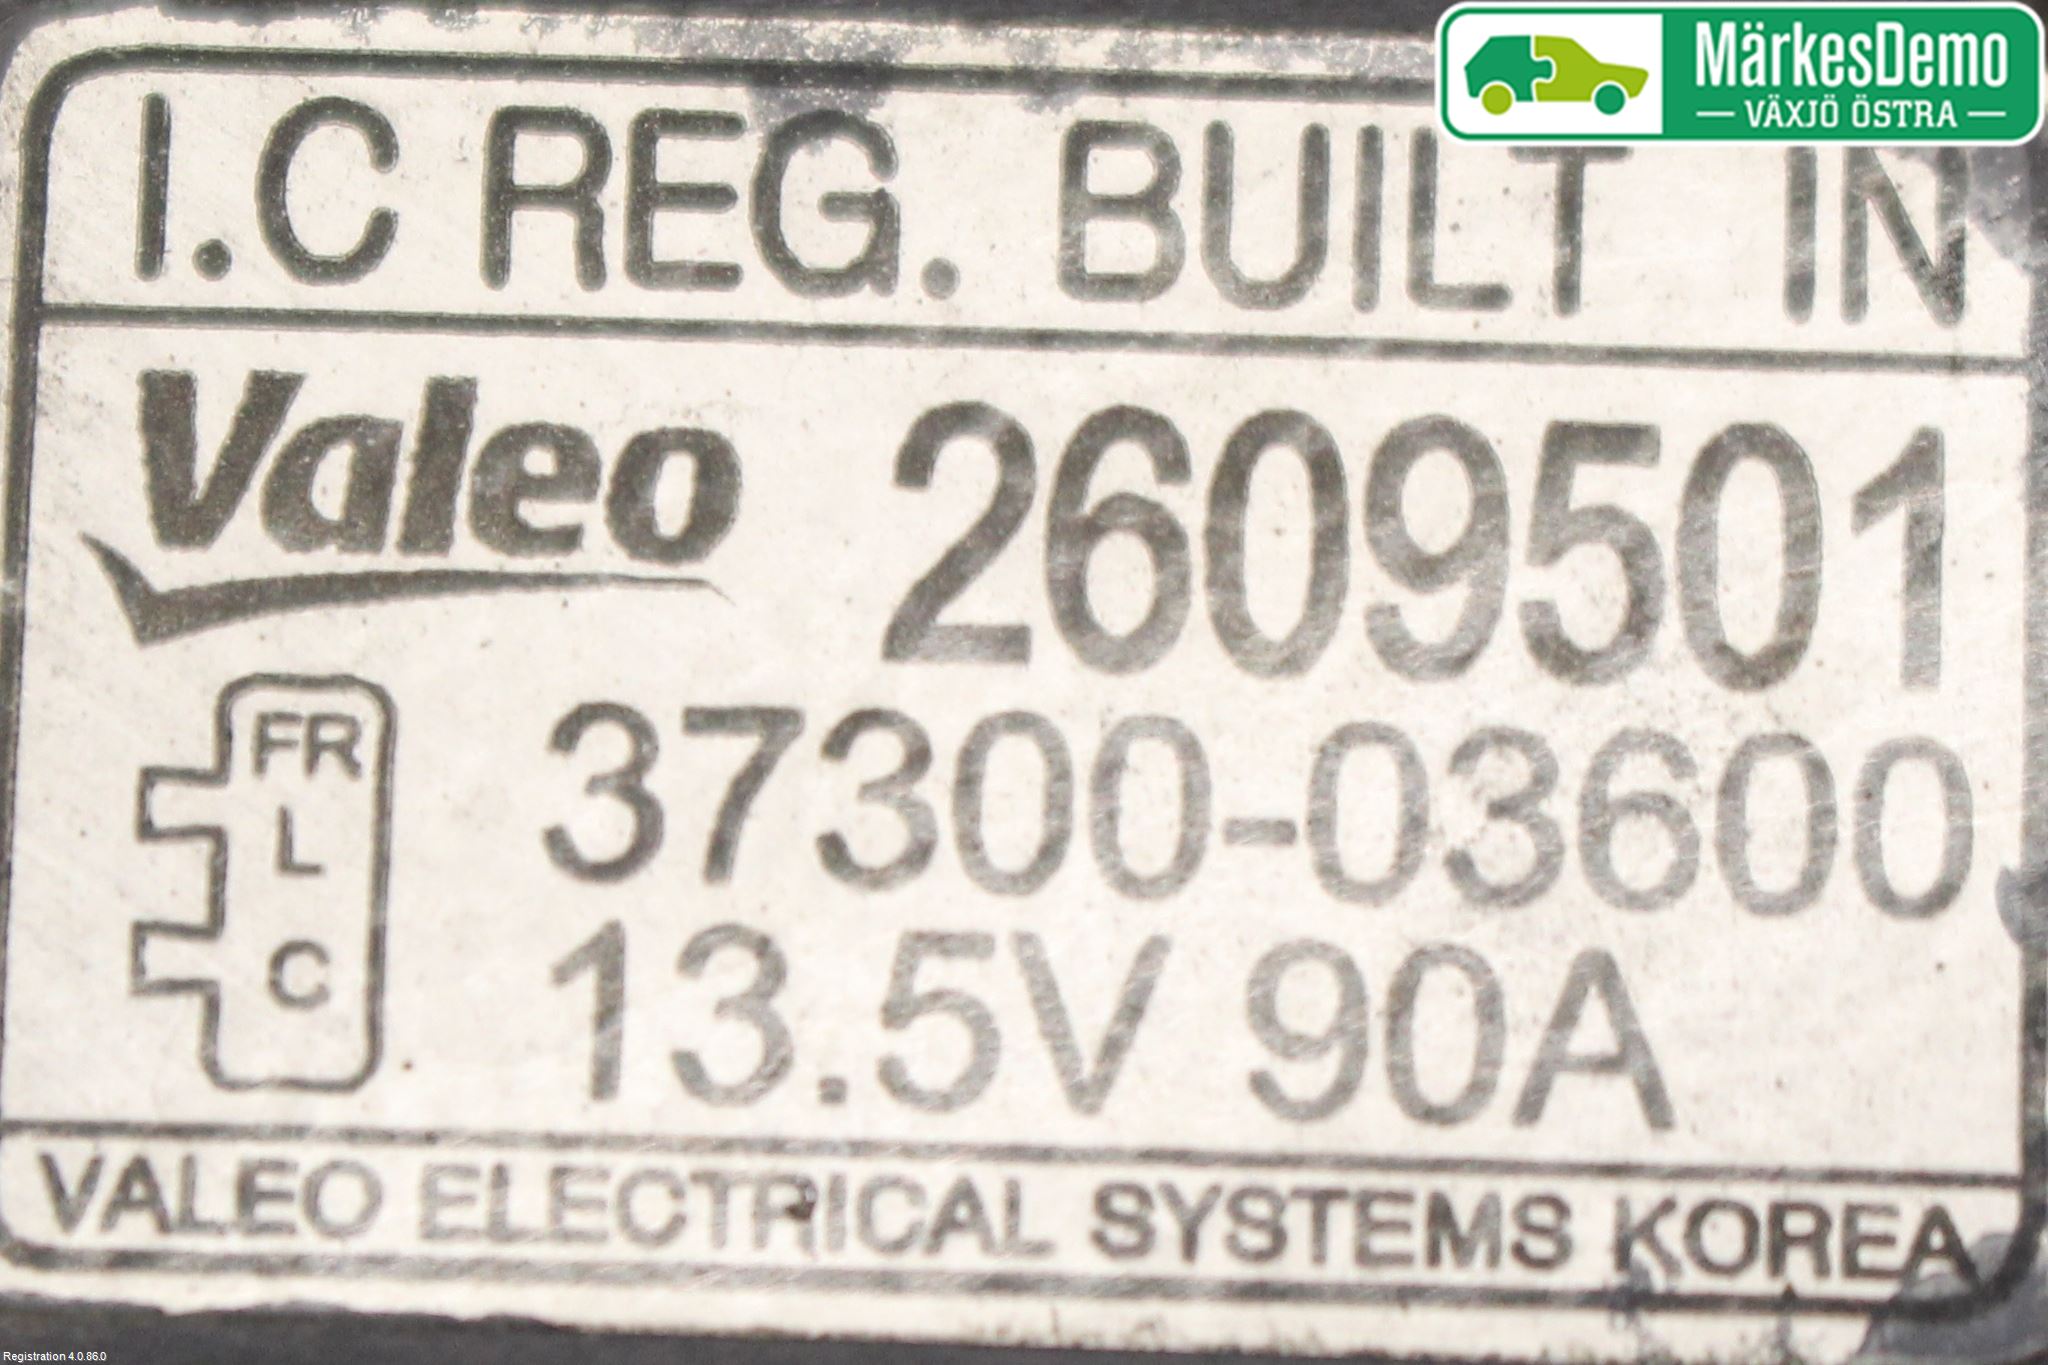 MärkesDemo
VÄXJÖ ÖSTRA
I.C REG. BUILT IN
Valeo 2609501
FR
L
C
37300-03600
13.5V 90A
VALEO ELECTRICAL SYSTEMS KOREA
Registration 4.0.86.0